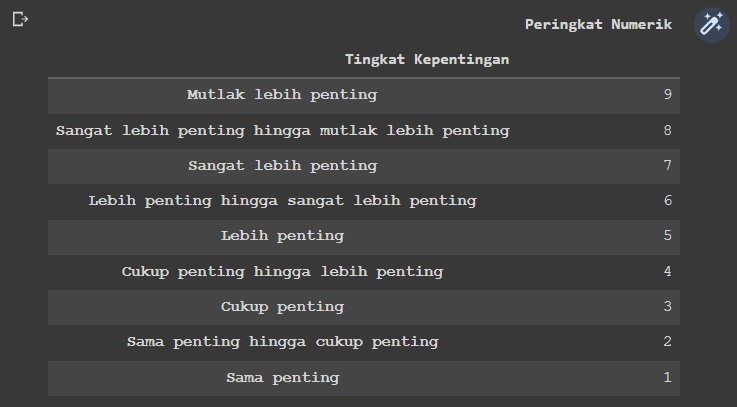 Peringkat Numerik
Tingkat Kepentingan
Mutlak lebih penting 9
Sangat lebih penting hingga mutlak lebih penting 8
Sangat lebih penting 7
Lebih penting hingga sangat lebih penting 6
Lebih penting 5
Cukup penting hingga lebih penting 4
Cukup penting 3
Sama penting hingga cukup penting 2
Sama penting 1